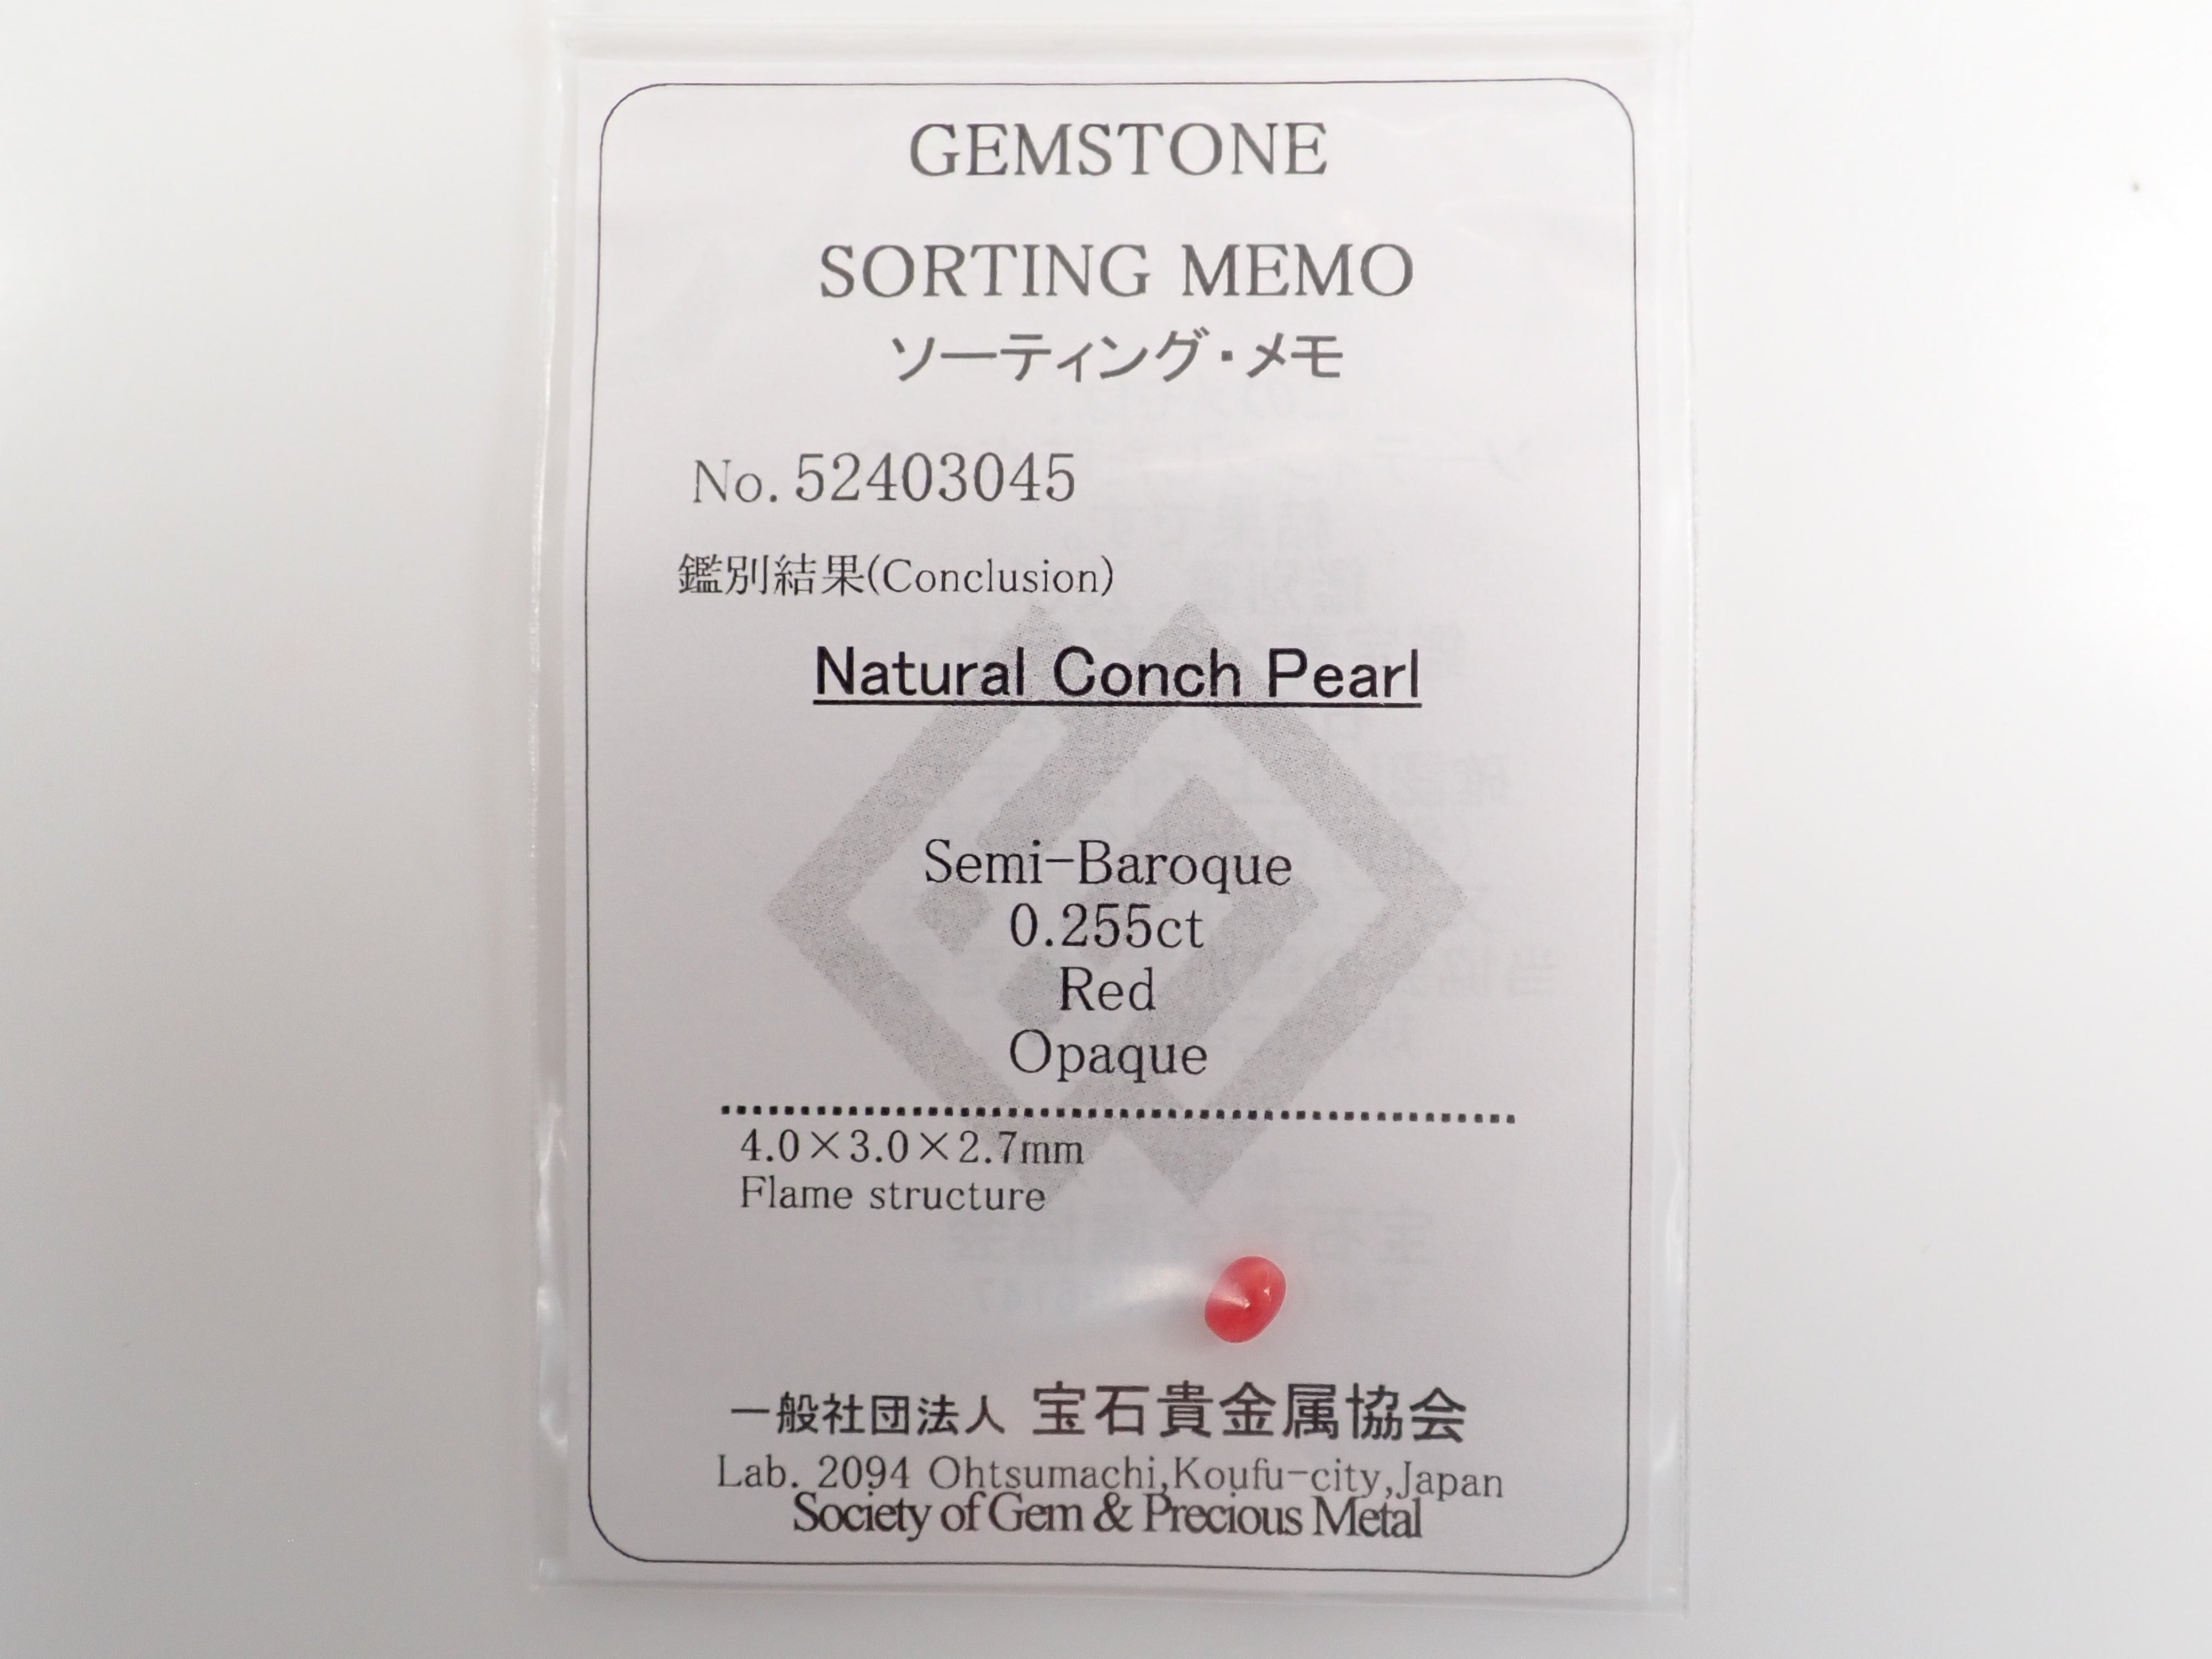 GEMSTONE
SORTING MEMO
ソーティング・メモ
No. 52403045
鑑別結果(Conclusion)
Natural Conch Pearl
Semi-Baroque
0.255ct
Red
Opaque
4.0×3.0×2.7mm
Flame structure
一般社団法人 宝石貴金属協会
Lab. 2094 Ohtsumachi,Koufu-city,Japan
Society of Gem & Precious Metal